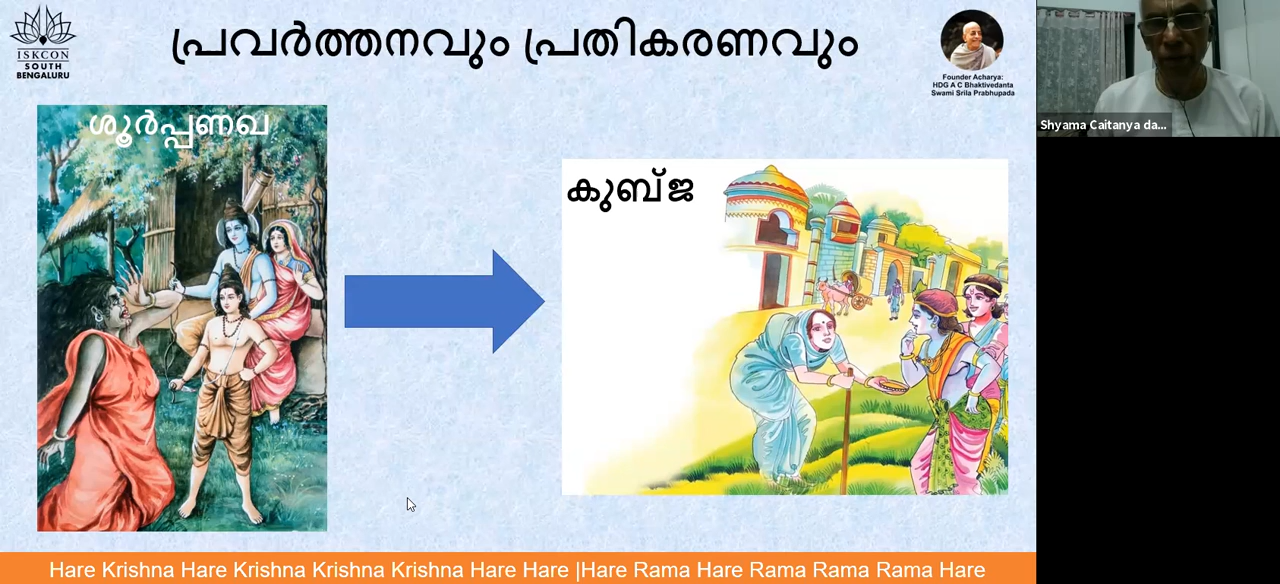 ISKCON
SOUTH
BENGALURU
പ്രവർത്തനവും പ്രതികരണവും
Founder Acharya:
HDG A C Bhaktivedanta
Swami Srila Prabhupada
ശൂർപ്പണഖ
കുബ്ജ
Shyama Caitanya da...
Hare Krishna Hare Krishna Krishna Krishna Hare Hare |Hare Rama Hare Rama Rama Rama Hare